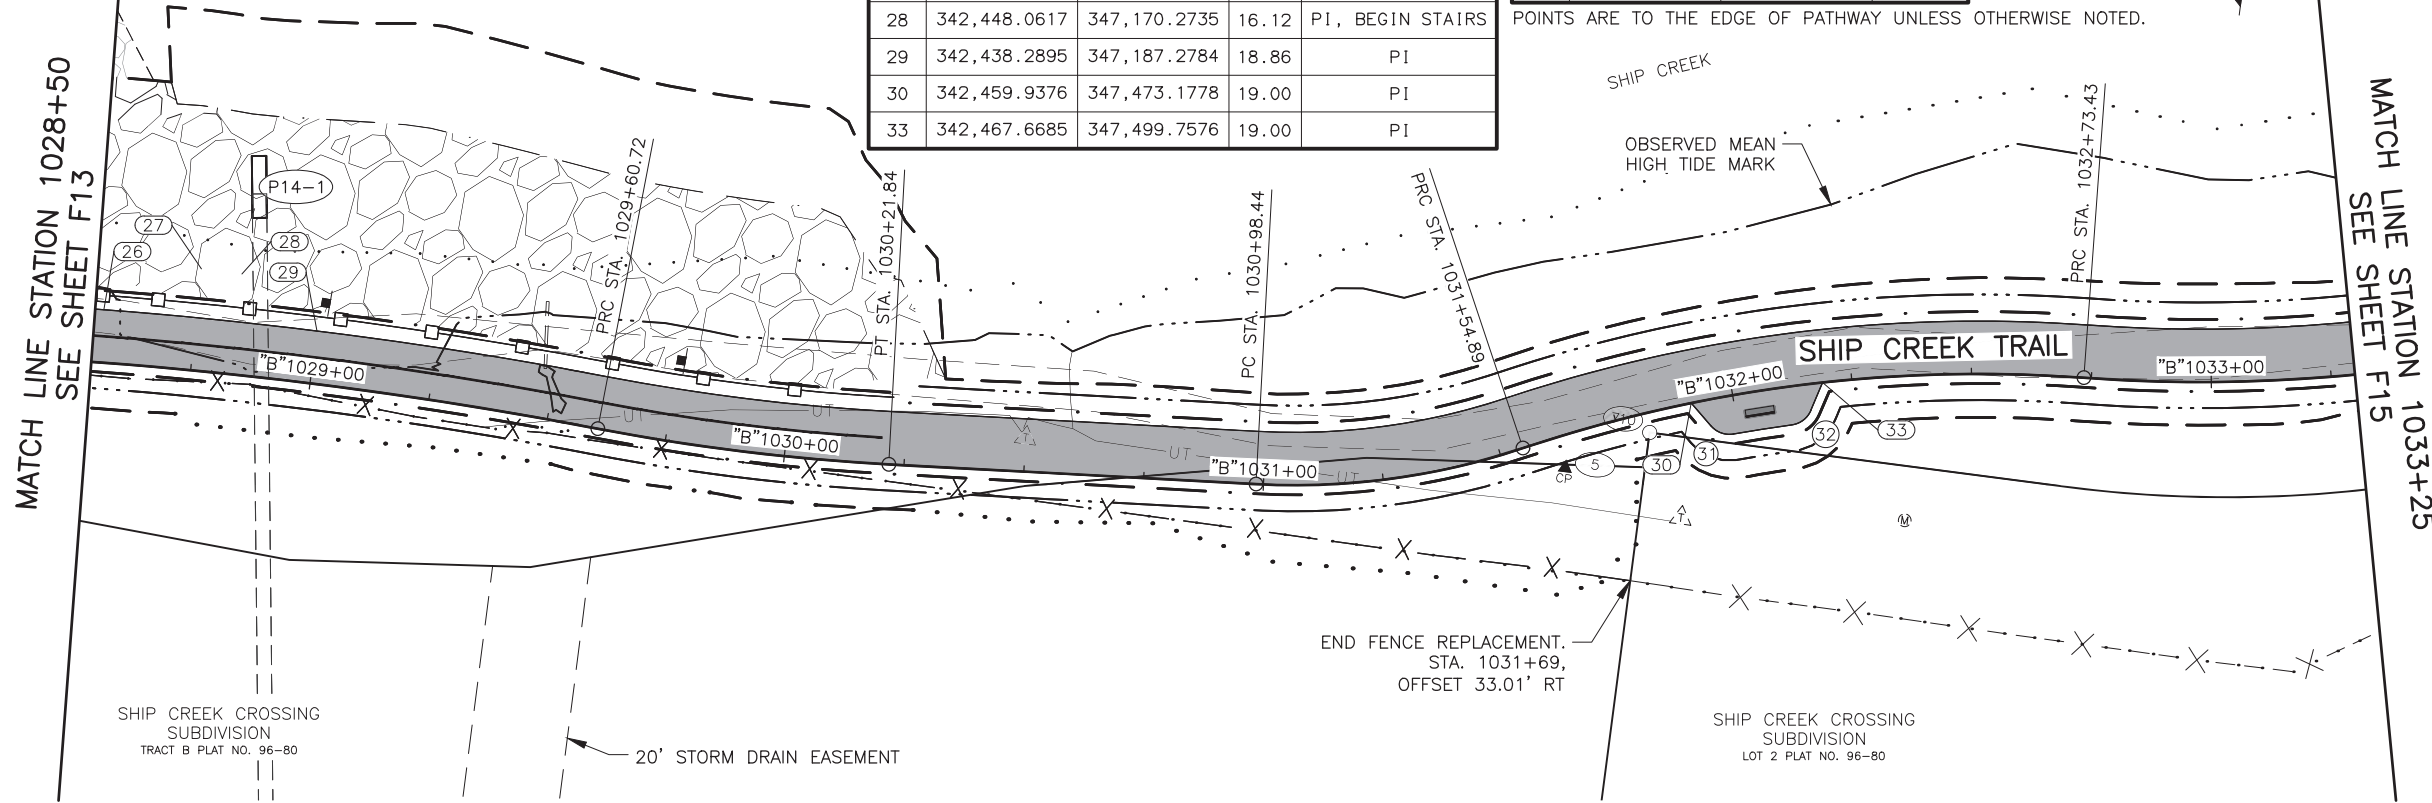 28 342,448.0617 347,170.2735 16.12 PI, BEGIN STAIRS
29 342,438.2895 347,187.2784 18.86 PI
30 342,459.9376 347,473.1778 19.00 PI
33 342,467.6685 347,499.7576 19.00 PI
POINTS ARE TO THE EDGE OF PATHWAY UNLESS OTHERWISE NOTED.
MATCH LINE STATION 1028+50
SEE SHEET F13
SHIP CREEK
OBSERVED MEAN
HIGH TIDE MARK
MATCH LINE STATION 1033+25
SEE SHEET F15
P14-1
27
26
28
29
PRC STA. 1029+60.72
PT STA. 1030+21.84
PC STA. 1030+98.44
PRC STA. 1031+54.89
PRC STA. 1032+73.43
SHIP CREEK TRAIL
"B"1029+00
"B"1030+00
"B"1031+00
"B"1032+00
"B"1033+00
UT
UT
UT
UT
T
F
5
CP
30
31
32
33
T
M
END FENCE REPLACEMENT.
STA. 1031+69,
OFFSET 33.01' RT
SHIP CREEK CROSSING
SUBDIVISION
TRACT B PLAT NO. 96-80
20' STORM DRAIN EASEMENT
SHIP CREEK CROSSING
SUBDIVISION
LOT 2 PLAT NO. 96-80